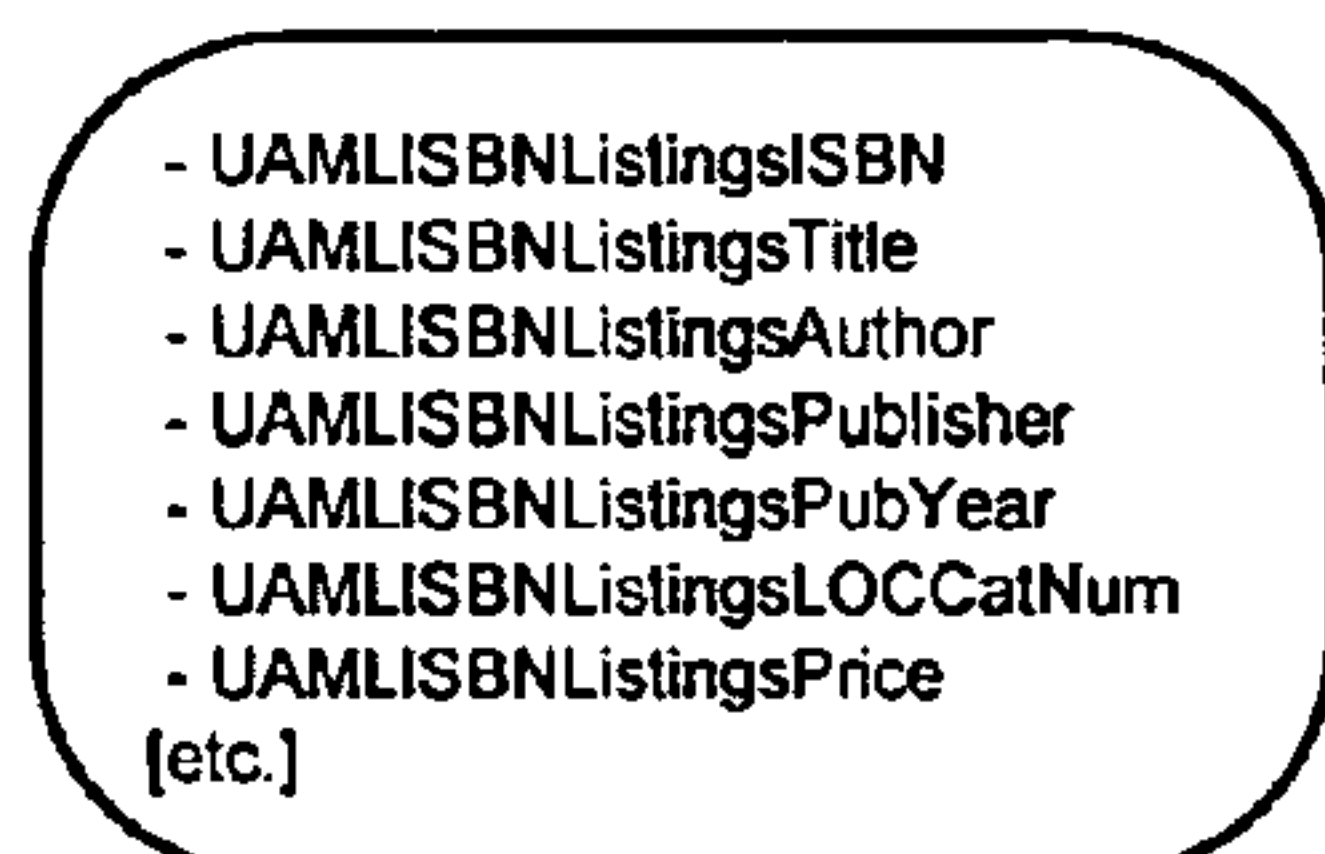 - UAMLISBNListingsISBN
- UAMLISBNListingsTitle
- UAMLISBNListingsAuthor
- UAMLISBNListingsPublisher
- UAMLISBNListingsPubYear
- UAMLISBNListingsLOCCatNum
- UAMLISBNListingsPrice
[etc.]